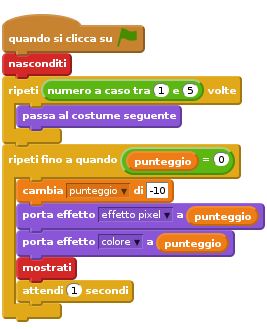 quando si clicca su
nasconditi
ripeti numero a caso tra 1 e 5 volte
passa al costume seguente
ripeti fino a quando punteggio = 0
cambia punteggio di -10
porta effetto effetto pixel a punteggio
porta effetto colore a punteggio
mostrati
attendi 1 secondi